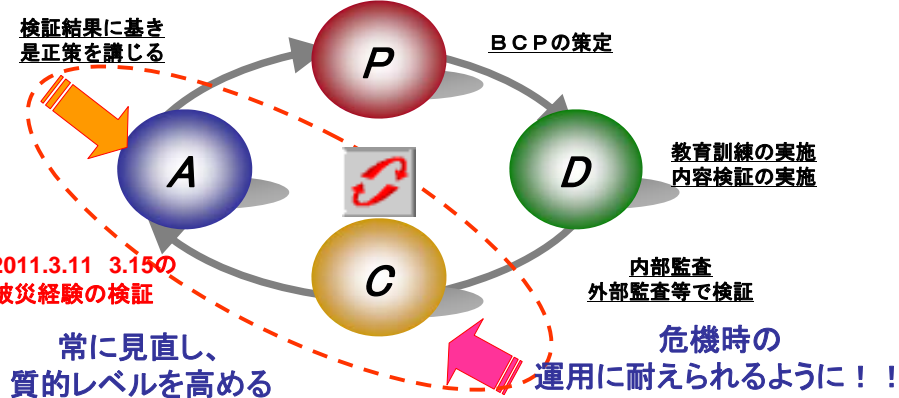 検証結果に基き
是正策を講じる
P
ＢＣＰの策定
A
D
教育訓練の実施
内容検証の実施
C
2011.3.11 3.15の
被災経験の検証
内部監査
外部監査等で検証
常に見直し、
質的レベルを高める
危機時の
運用に耐えられるように！！